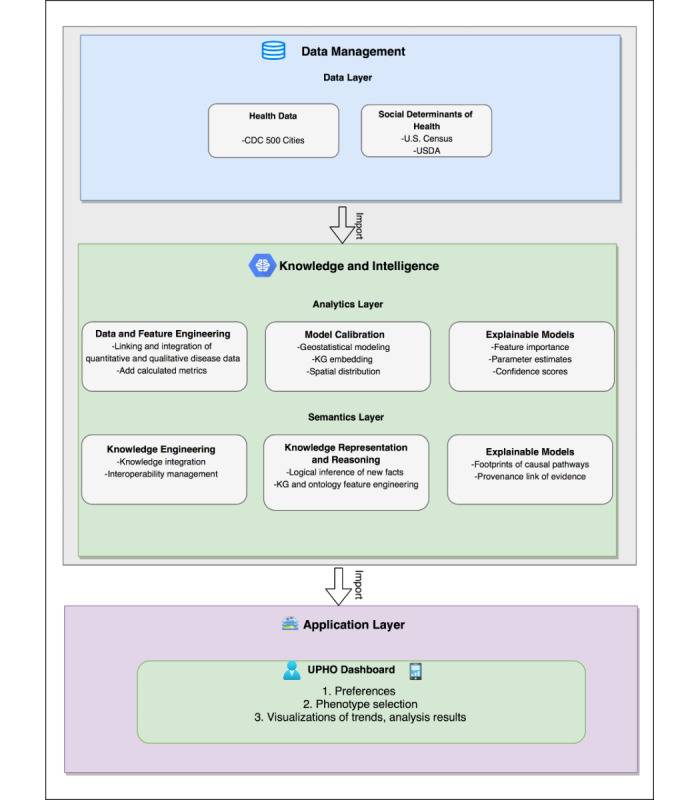 Data Management
Data Layer
Health Data
-CDC 500 Cities
Social Determinants of
Health
-U.S. Census
-USDA
Import
Knowledge and Intelligence
Analytics Layer
Data and Feature Engineering
-Linking and integration of
quantitative and qualitative disease data
-Add calculated metrics
Model Calibration
-Geostatistical modeling
-KG embedding
-Spatial distribution
Explainable Models
-Feature importance
-Parameter estimates
-Confidence scores
Semantics Layer
Knowledge Engineering
-Knowledge integration
-Interoperability management
Knowledge Representation
and Reasoning
-Logical inference of new facts
-KG and ontology feature engineering
Explainable Models
-Footprints of causal pathways
-Provenance link of evidence
Import
Application Layer
UPHO Dashboard
1. Preferences
2. Phenotype selection
3. Visualizations of trends, analysis results